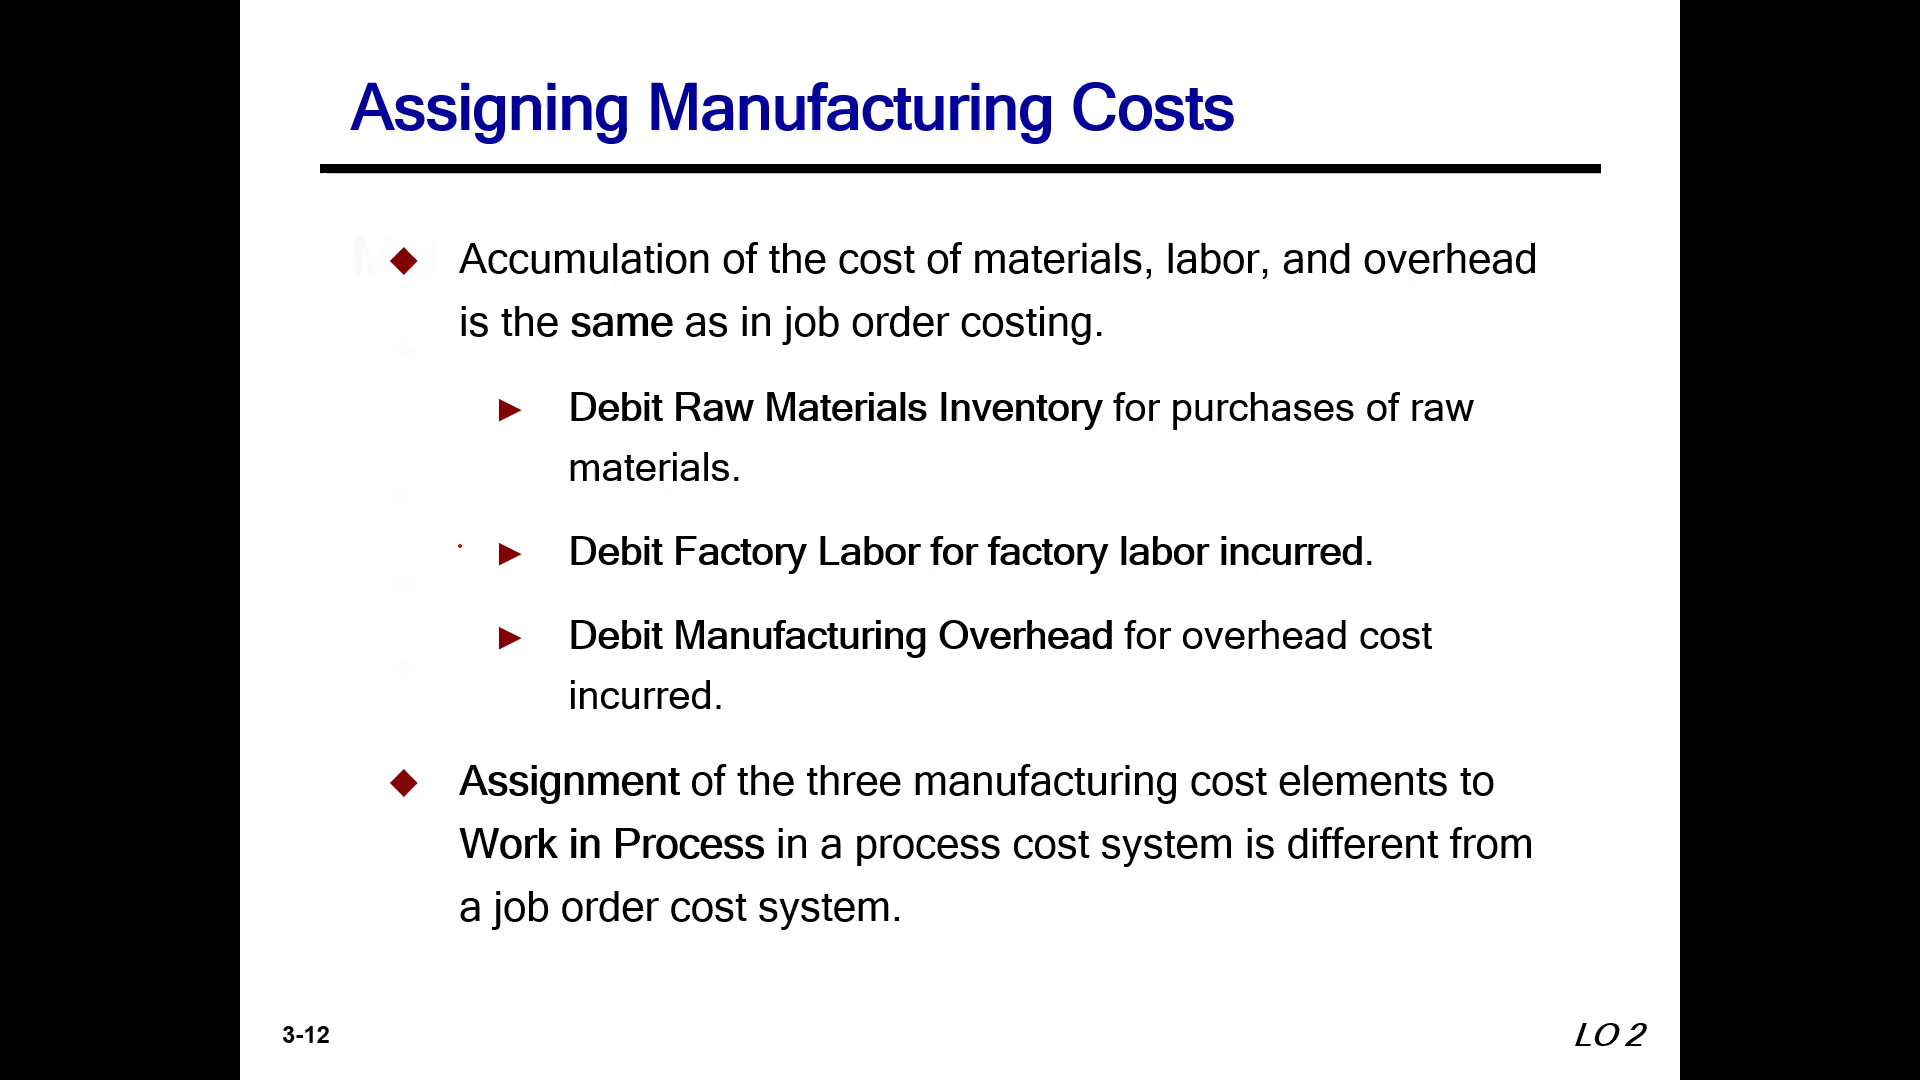 Assigning Manufacturing Costs
Accumulation of the cost of materials, labor, and overhead
is the same as in job order costing.
Debit Raw Materials Inventory for purchases of raw
materials.
Debit Factory Labor for factory labor incurred.
Debit Manufacturing Overhead for overhead cost
incurred.
Assignment of the three manufacturing cost elements to
Work in Process in a process cost system is different from
a job order cost system.
3-12
LO 2